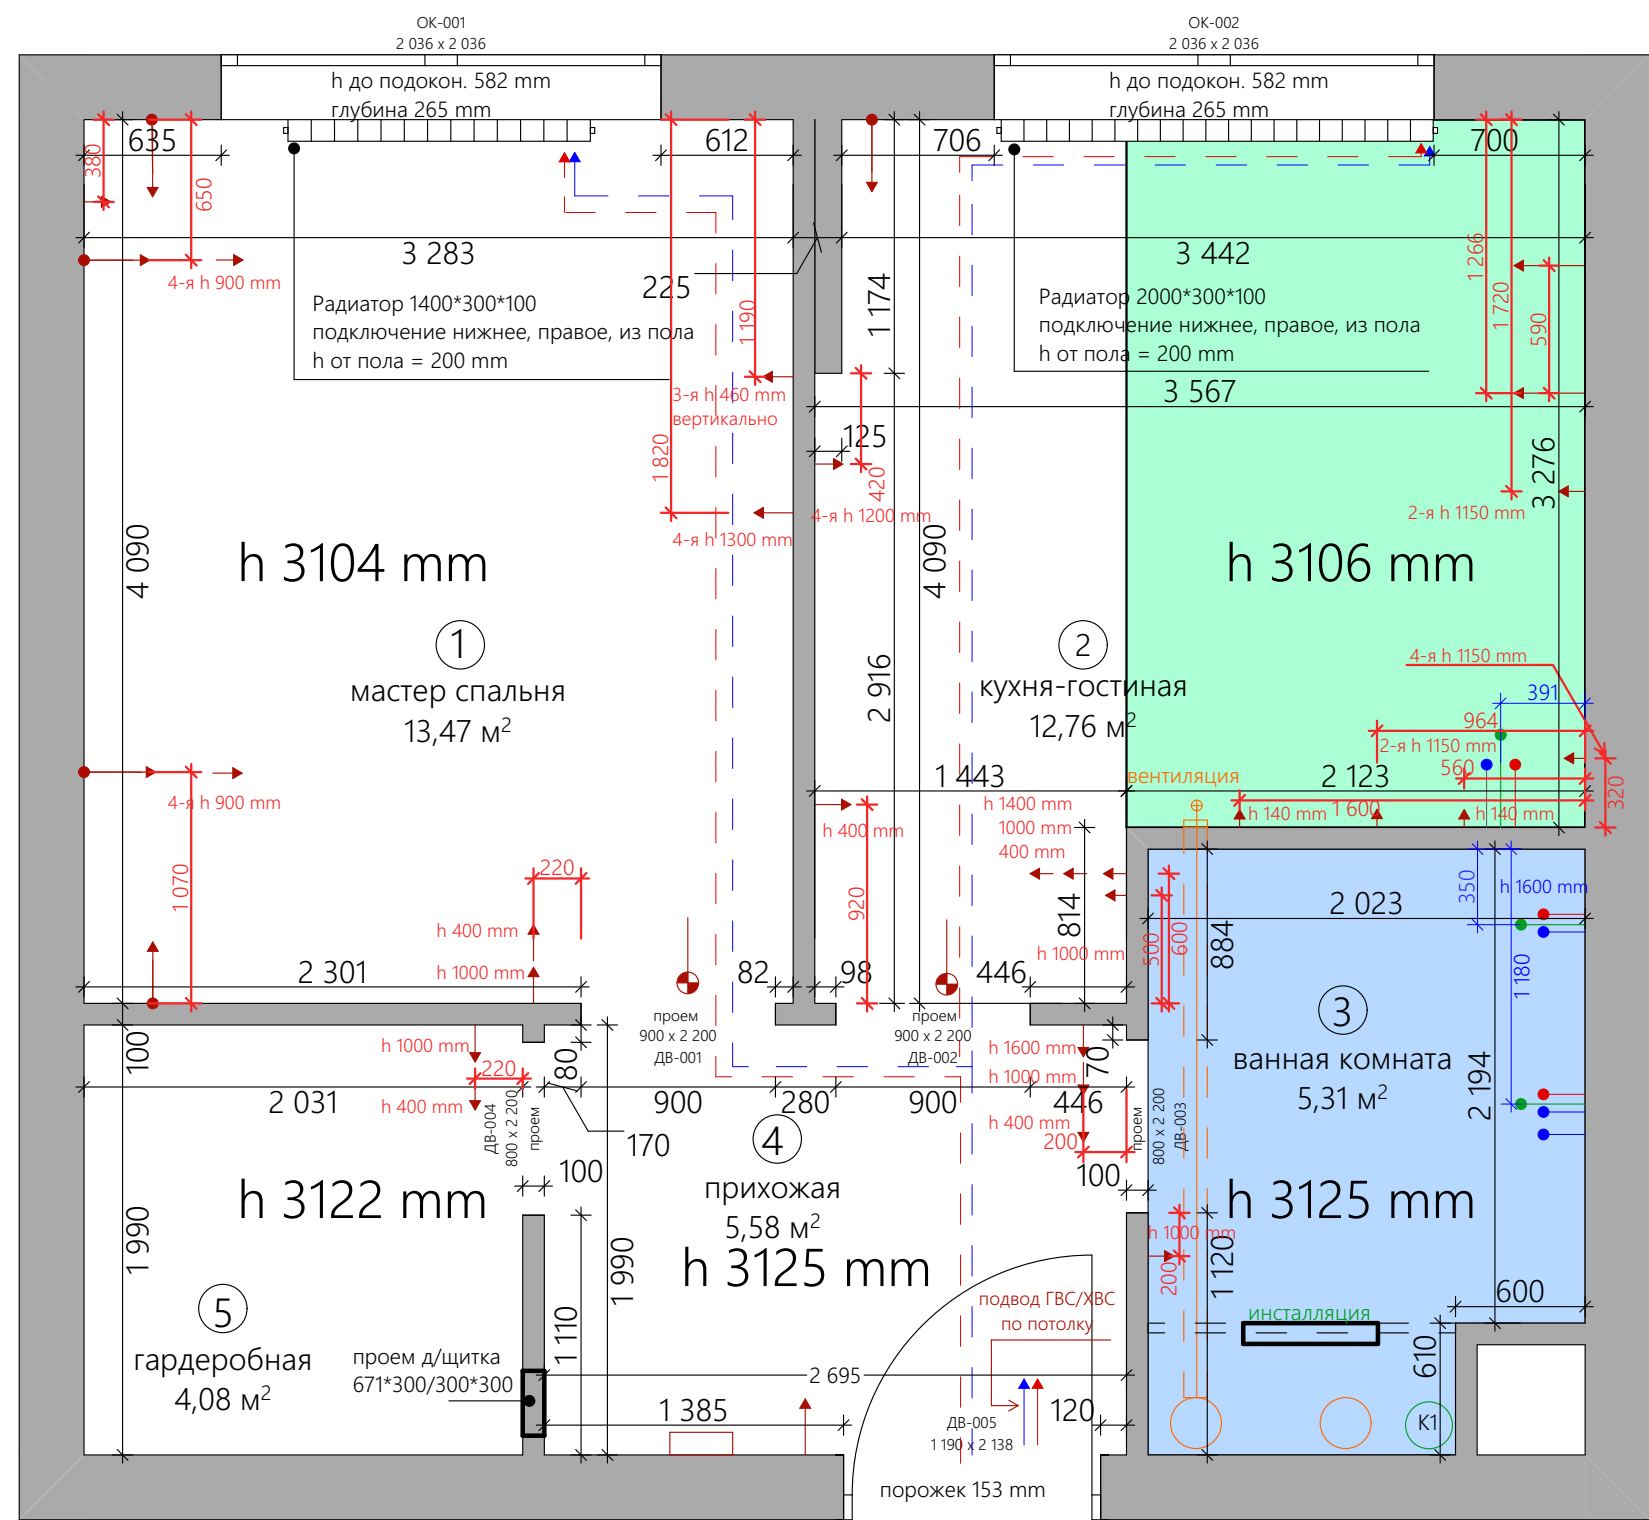 ОК-001
2 036 x 2 036
ОК-002
2 036 x 2 036
h до подокон. 582 mm
глубина 265 mm
h до подокон. 582 mm
глубина 265 mm
635
612
706
700
380
650
3 283
3 442
4-я h 900 mm
225
1 190
1 174
1 266
1 720
590
Радиатор 1400*300*100
подключение нижнее, правое, из пола
h от пола = 200 mm
Радиатор 2000*300*100
подключение нижнее, правое, из пола
h от пола = 200 mm
3-я h 460 mm
вертикально
3 567
125
1 820
420
3 276
4-я h 1200 mm
2-я h 1150 mm
4-я h 1300 mm
4 090
4 090
h 3104 mm
h 3106 mm
1
мастер спальня
13,47 м²
2
кухня-гостиная
12,76 м²
2 916
4-я h 1150 mm
391
964
2-я h 1150 mm
560
вентиляция
2 123
1 443
320
4-я h 900 mm
h 1400 mm
1000 mm
400 mm
h 400 mm
h 140 mm
1 600
h 140 mm
1 070
220
920
814
350
h 1600 mm
2 023
h 400 mm
h 1000 mm
h 1000 mm
500
600
884
1 180
2 301
82
98
446
проем
900 x 2 200
ДВ-001
проем
900 x 2 200
ДВ-002
3
ванная комната
5,31 м²
100
h 1000 mm
220
h 400 mm
80
h 1600 mm
h 1000 mm
h 400 mm
70
2 194
2 031
900
280
900
446
200
ДВ-004
800 x 2 200
проем
170
100
проем
800 x 2 200
ДВ-003
100
4
прихожая
5,58 м²
h 3122 mm
h 3125 mm
h 3125 mm
1 990
1 990
h 1000 mm
200
1 120
5
гардеробная
4,08 м²
1 110
подвод ГВС/ХВС
по потолку
инсталляция
600
610
проем д/щитка
671*300/300*300
2 695
1 385
120
ДВ-005
1 190 x 2 138
К1
порожек 153 mm